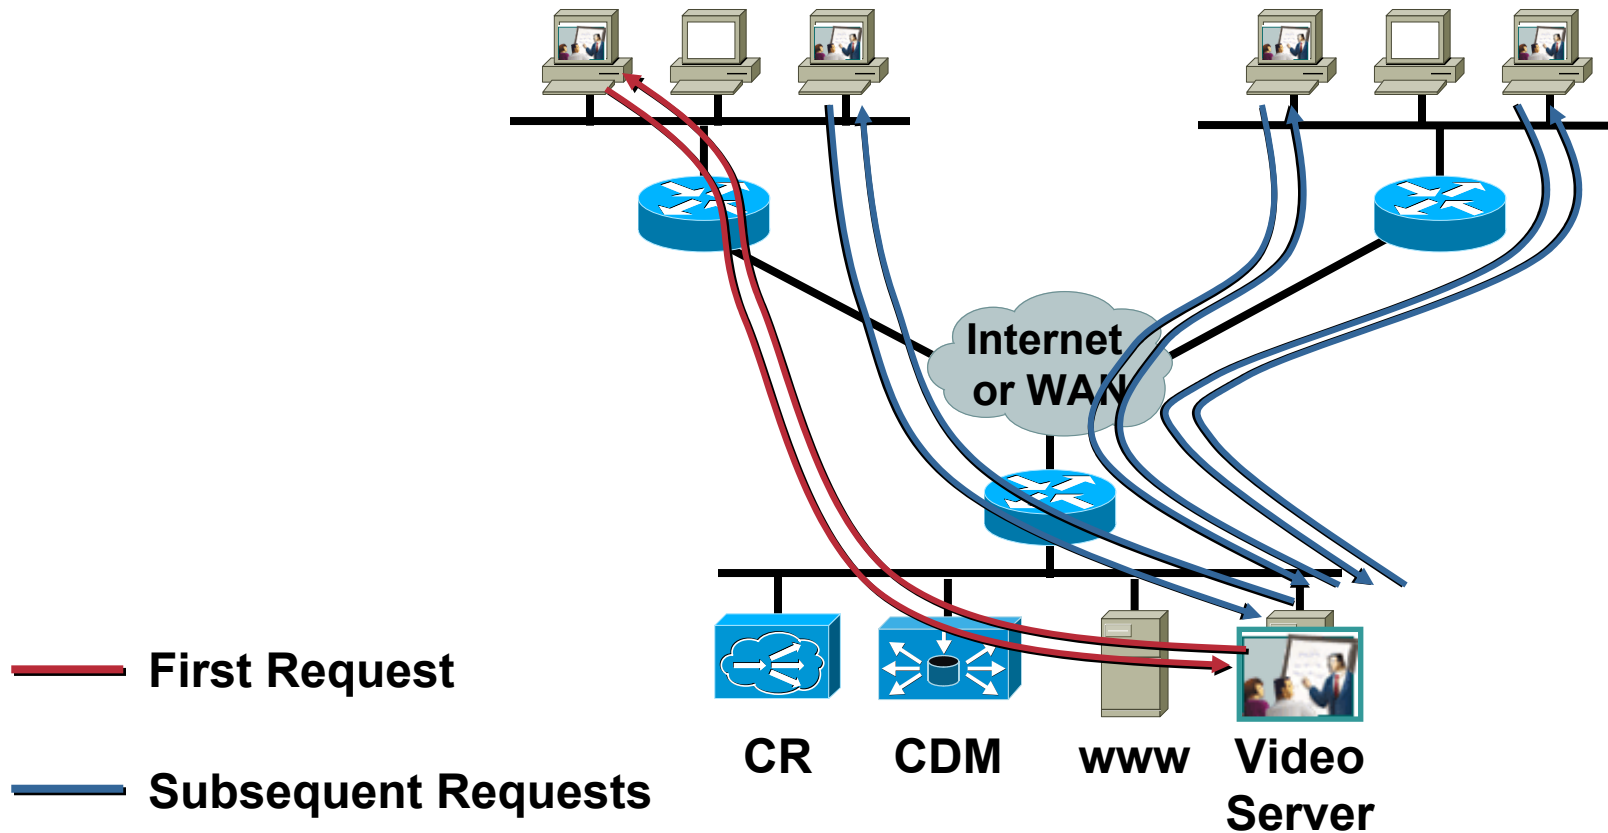 Internet
or WAN
First Request
Subsequent Requests
CR
CDM
www
Video
Server